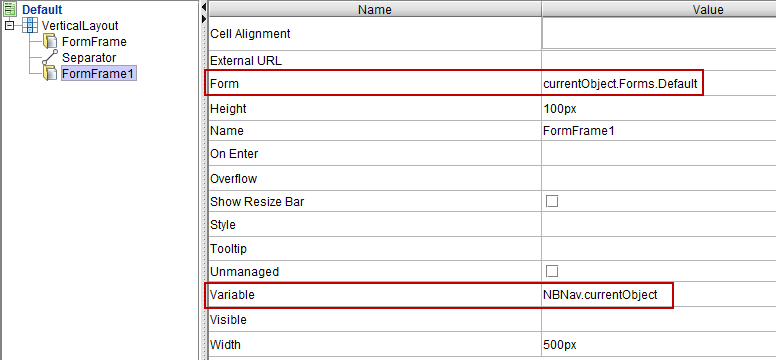 Default
VerticalLayout
FormFrame
Separator
FormFrame1
Name Value
Cell Alignment
External URL
Form currentObject.Forms.Default
Height 100px
Name FormFrame1
On Enter
Overflow
Show Resize Bar
Style
Tooltip
Unmanaged
Variable NBNav.currentObject
Visible
Width 500px